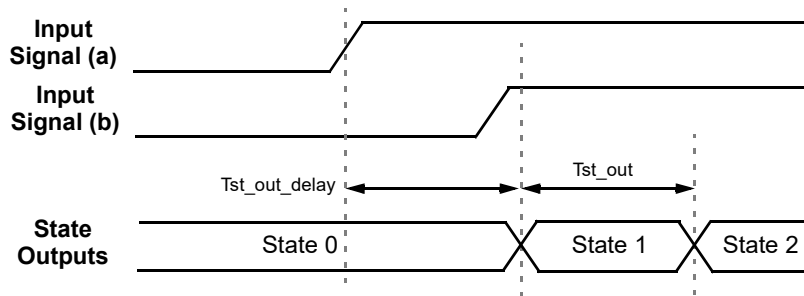 Input
Signal (a)
Input
Signal (b)
Tst_out_delay
Tst_out
State
Outputs
State 0
State 1
State 2